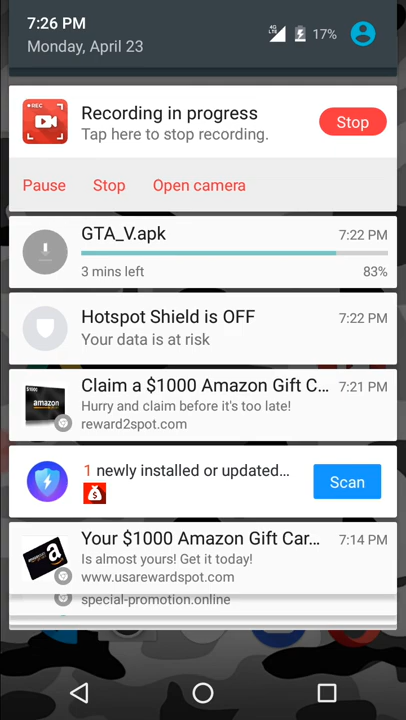 7:26 PM
Monday, April 23
4G
LTE
17%
REC
Recording in progress
Tap here to stop recording.
Stop
Pause
Stop
Open camera
GTA_V.apk
7:22 PM
3 mins left
83%
Hotspot Shield is OFF
7:22 PM
Your data is at risk
$1000
amazon
Claim a $1000 Amazon Gift C...
7:21 PM
Hurry and claim before it's too late!
reward2spot.com
1 newly installed or updated...
Scan
Your $1000 Amazon Gift Car...
7:14 PM
Is almost yours! Get it today!
www.usarewardspot.com
special-promotion.online